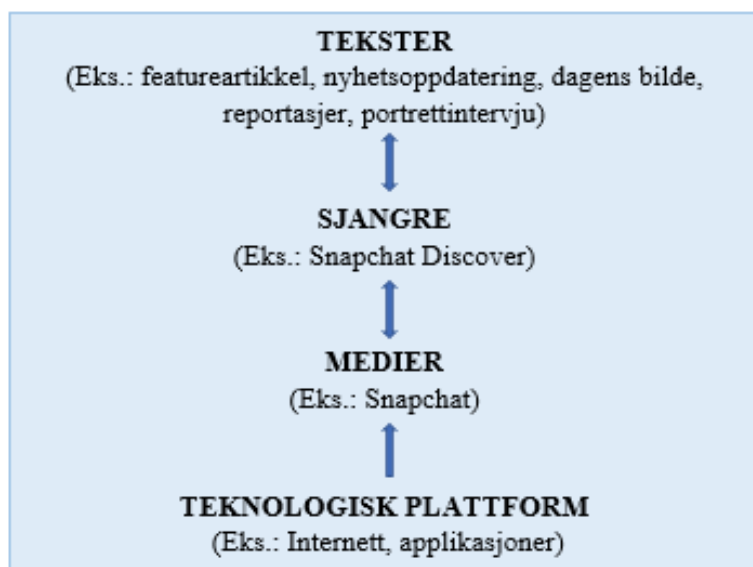 TEKSTER
(Eks.: featureartikkel, nyhetsoppdatering, dagens bilde,
reportasjer, portrettintervju)
SJANGRE
(Eks.: Snapchat Discover)
MEDIER
(Eks.: Snapchat)
TEKNOLOGISK PLATTFORM
(Eks.: Internett, applikasjoner)